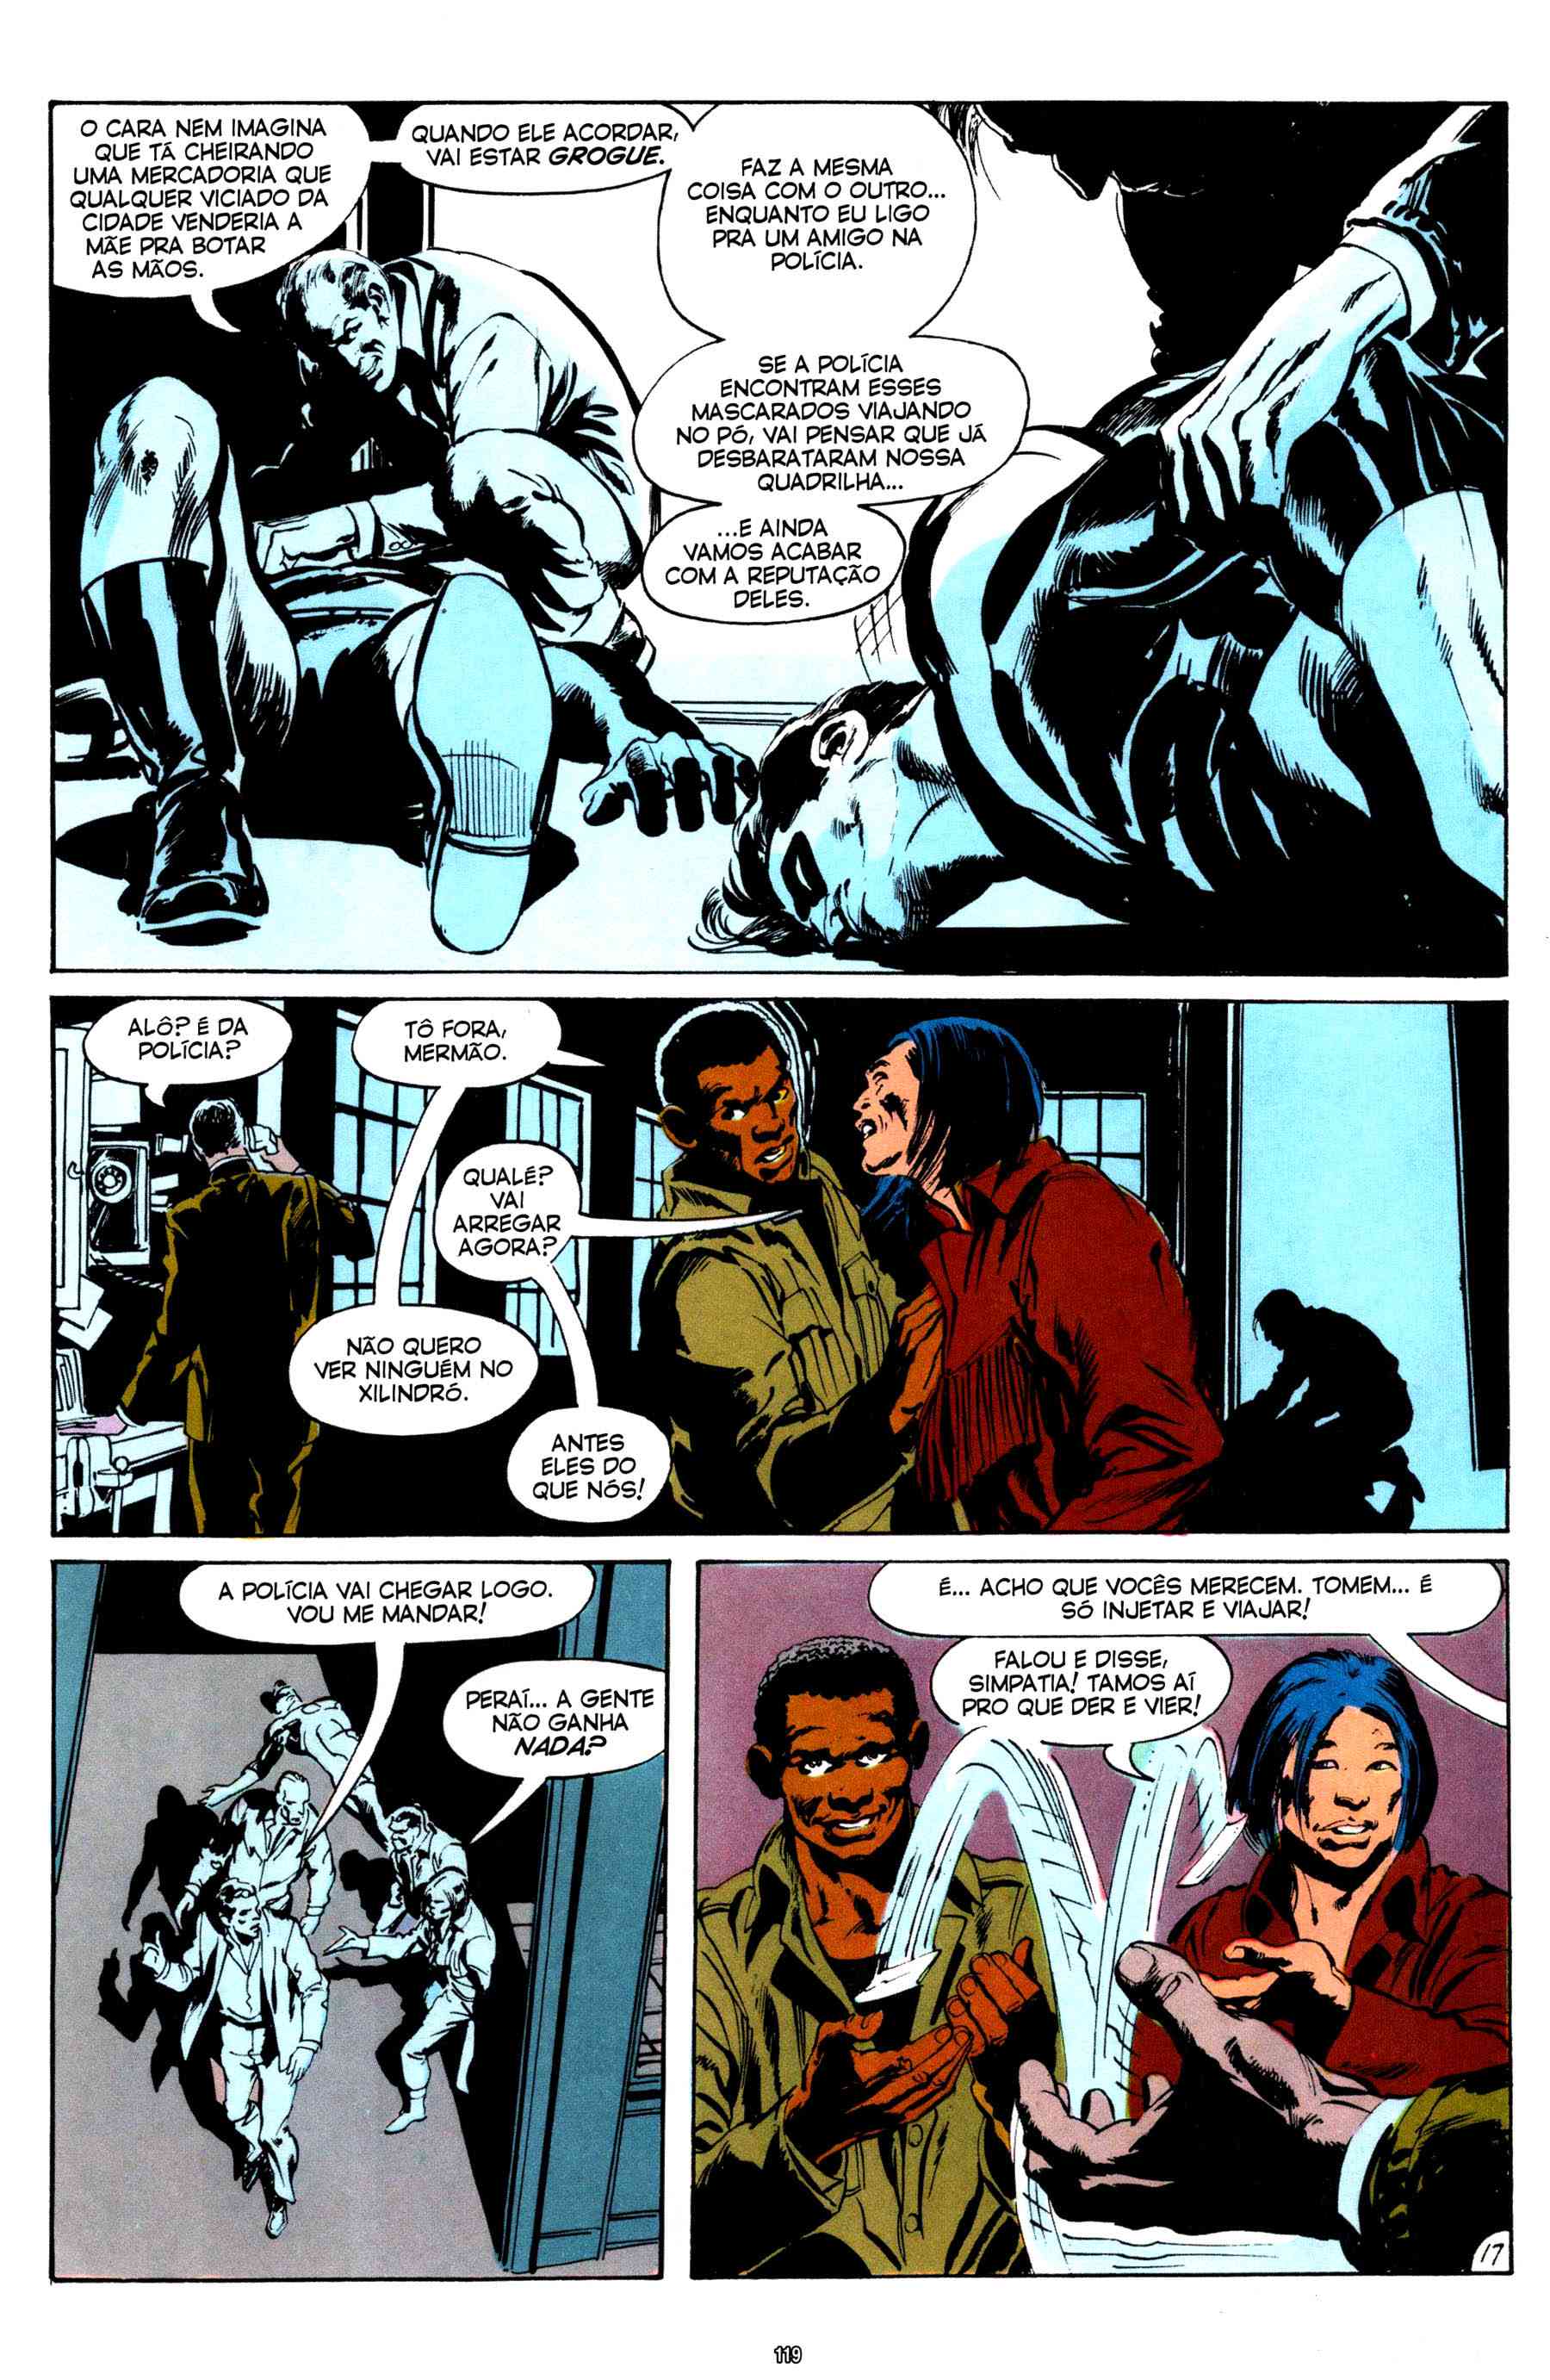 O CARA NEM IMAGINA
QUE TÁ CHEIRANDO
UMA MERCADORIA QUE
QUALQUER VICIADO DA
CIDADE VENDERIA A
MÃE PRA BOTAR
AS MÃOS.
QUANDO ELE ACORDAR,
VAI ESTAR GROGUE.
FAZ A MESMA
COISA COM O OUTRO...
ENQUANTO EU LIGO
PRA UM AMIGO NA
POLÍCIA.
SE A POLÍCIA
ENCONTRAM ESSES
MASCARADOS VIAJANDO
NO PÓ, VAI PENSAR QUE JÁ
DESBARATARAM NOSSA
QUADRILHA...
...E AINDA
VAMOS ACABAR
COM A REPUTAÇÃO
DELES.
ALÔ? É DA
POLÍCIA?
TÔ FORA,
MERMÃO.
QUALÉ?
VAI
ARREGAR
AGORA?
NÃO QUERO
VER NINGUÉM NO
XILINDRÓ.
ANTES
ELES DO
QUE NÓS!
A POLÍCIA VAI CHEGAR LOGO.
VOU ME MANDAR!
PERAÍ... A GENTE
NÃO GANHA
NADA?
É... ACHO QUE VOCÊS MERECEM. TOMEM... É
SÓ INJETAR E VIAJAR!
FALOU E DISSE,
SIMPATIA! TAMOS AÍ
PRO QUE DER E VIER!
17
119